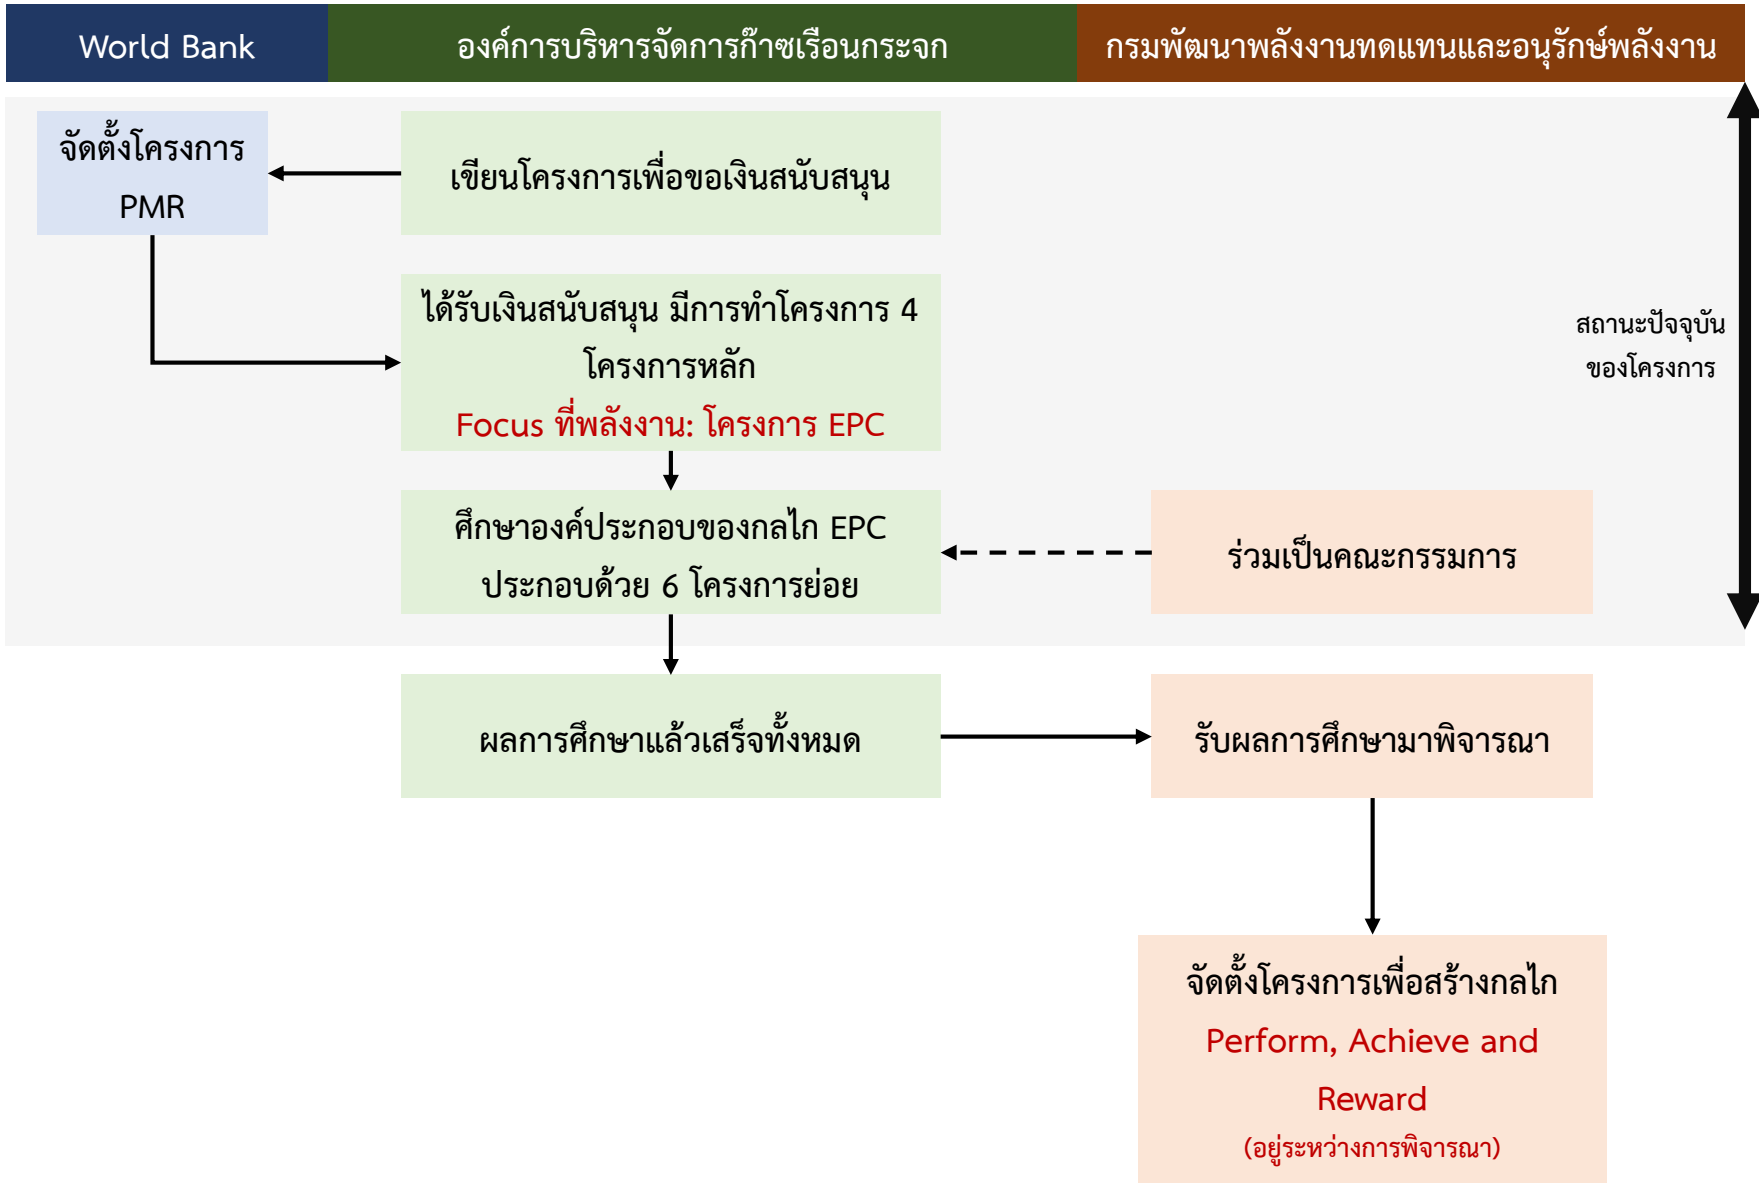 World Bank
องค์การบริหารจัดการก๊าซเรือนกระจก
กรมพัฒนาพลังงานทดแทนและอนุรักษ์พลังงาน
จัดตั้งโครงการ
PMR
เขียนโครงการเพื่อขอเงินสนับสนุน
ได้รับเงินสนับสนุน มีการทำโครงการ 4
โครงการหลัก
Focus ที่พลังงาน: โครงการ EPC
สถานะปัจจุบัน
ของโครงการ
ศึกษาองค์ประกอบของกลไก EPC
ประกอบด้วย 6 โครงการย่อย
ร่วมเป็นคณะกรรมการ
ผลการศึกษาแล้วเสร็จทั้งหมด
รับผลการศึกษามาพิจารณา
จัดตั้งโครงการเพื่อสร้างกลไก
Perform, Achieve and
Reward
(อยู่ระหว่างการพิจารณา)